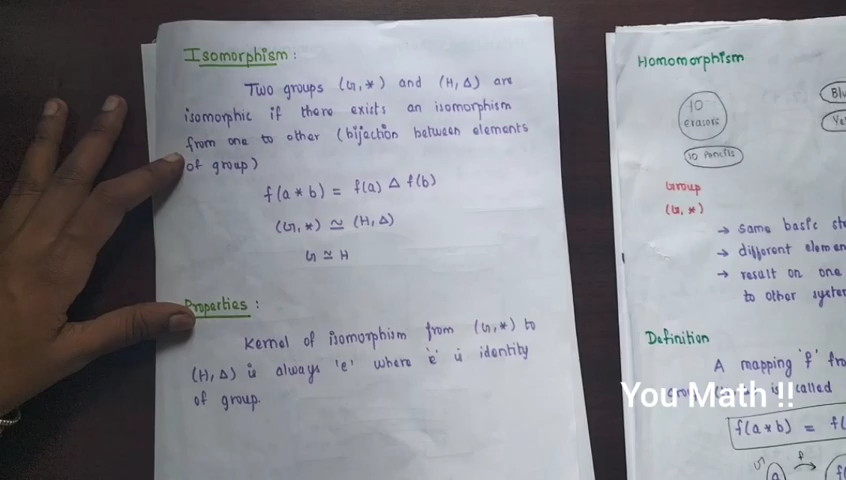 Isomorphism :
Two groups (G, *) and (H, Δ) are
isomorphic if there exists an isomorphism
from one to other (bijection between elements
of group)
f(a * b) = f(a) Δ f(b)
(G, *) ≅ (H, Δ)
G ≅ H
Properties :
Kernel of isomorphism from (G, *) to
(H, Δ) is always 'e' where 'e' is identity
of group.
Homomorphism
10
erasers
10 Pencils
Group
(G, *)
→ same basic
→ different
→ result on one
to other
Definition
A mapping 'f'
is called
f(a * b) =
G
f
a
You Math !!